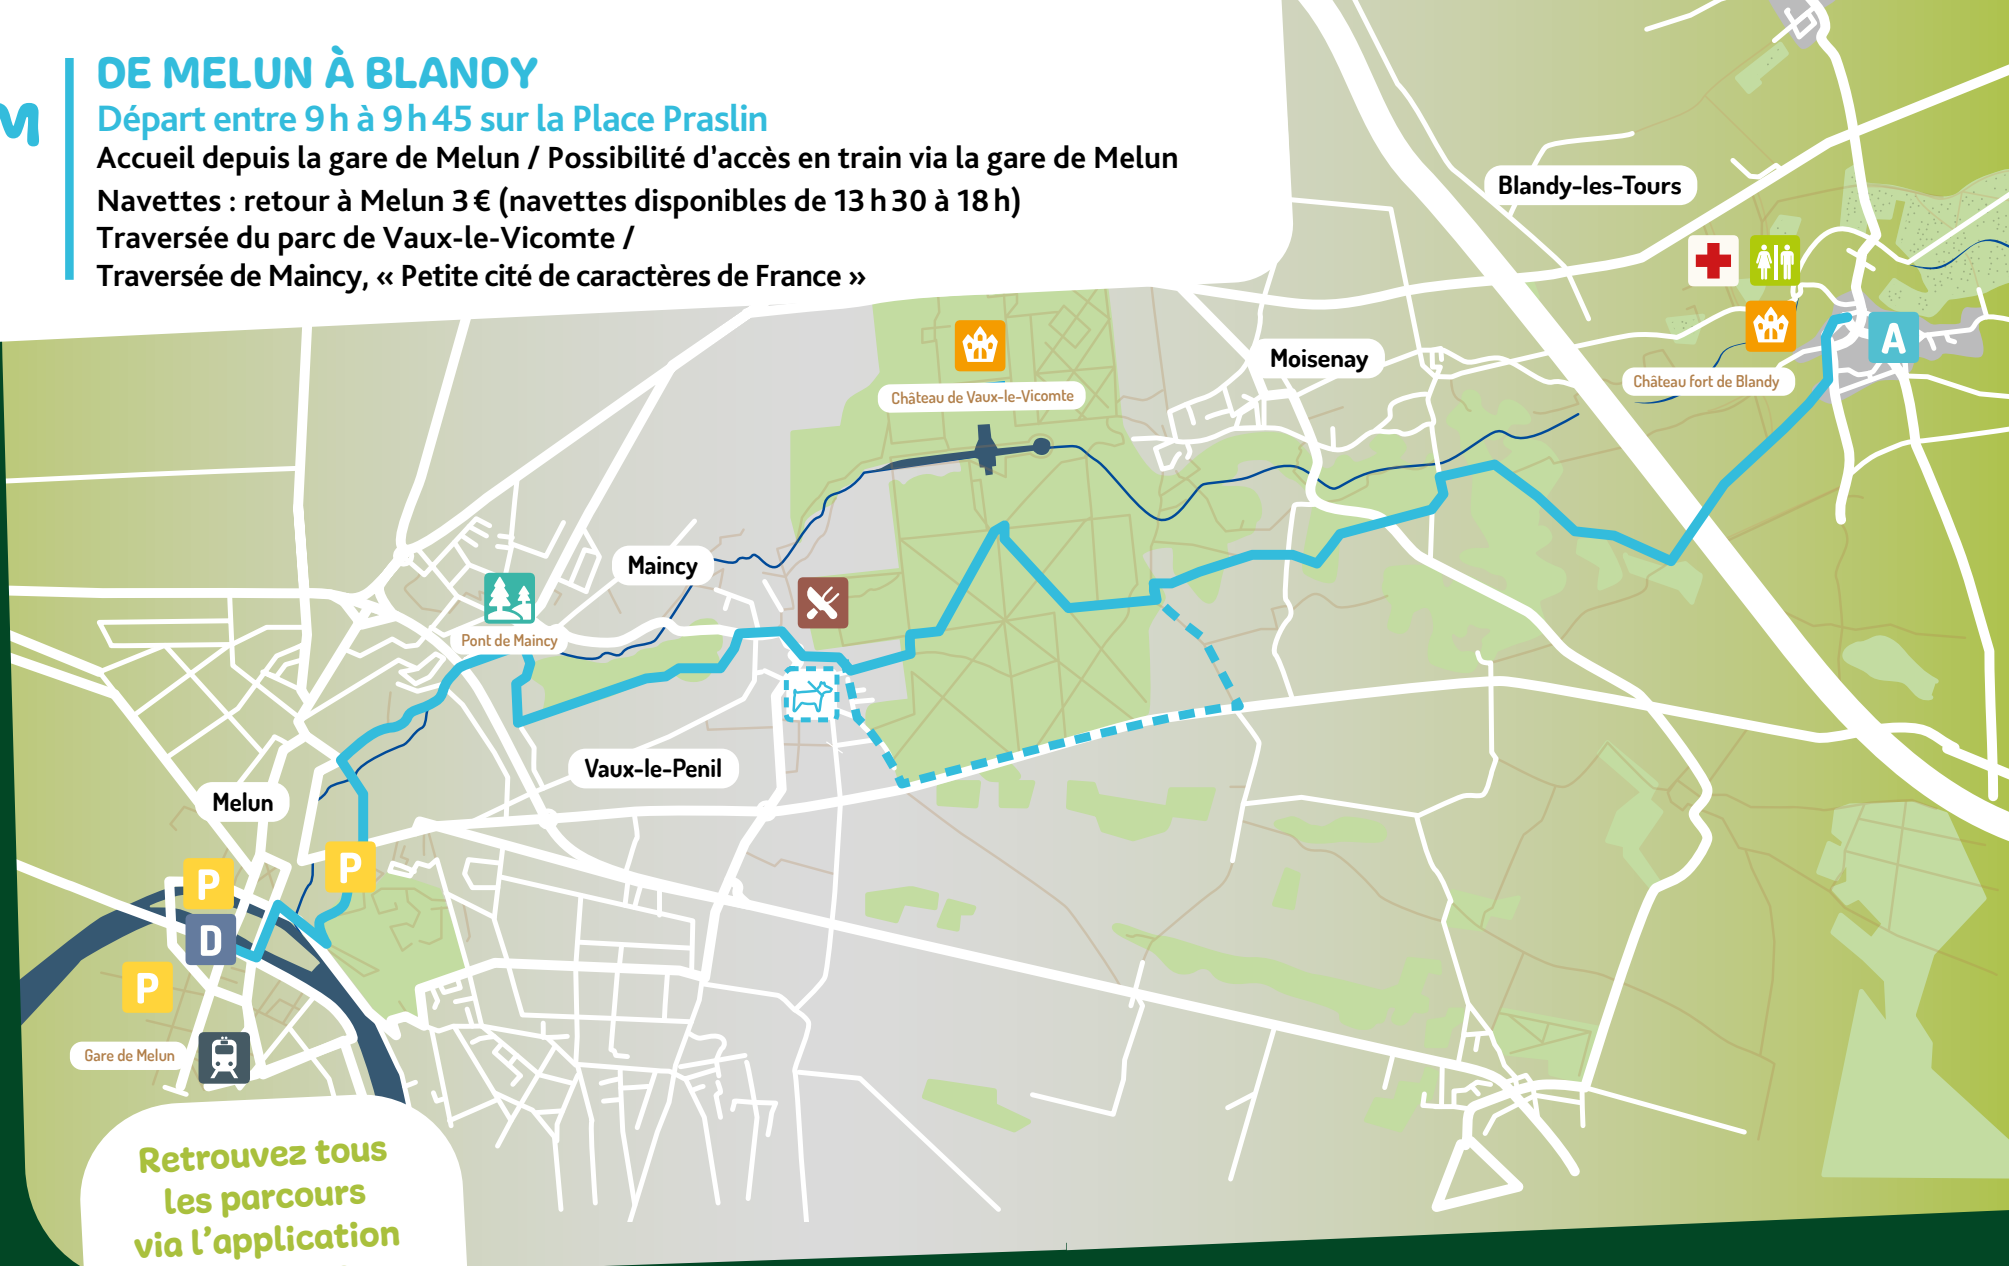 M
DE MELUN À BLANDY
Départ entre 9 h à 9 h 45 sur la Place Praslin
Accueil depuis la gare de Melun / Possibilité d’accès en train via la gare de Melun
Navettes : retour à Melun 3 € (navettes disponibles de 13 h 30 à 18 h)
Traversée du parc de Vaux-le-Vicomte /
Traversée de Maincy, « Petite cité de caractères de France »
Blandy-les-Tours
A
Château fort de Blandy
Moisenay
Château de Vaux-le-Vicomte
Maincy
Pont de Maincy
Vaux-le-Penil
Melun
P
P
D
P
Gare de Melun
Retrouvez tous
les parcours
via l’application